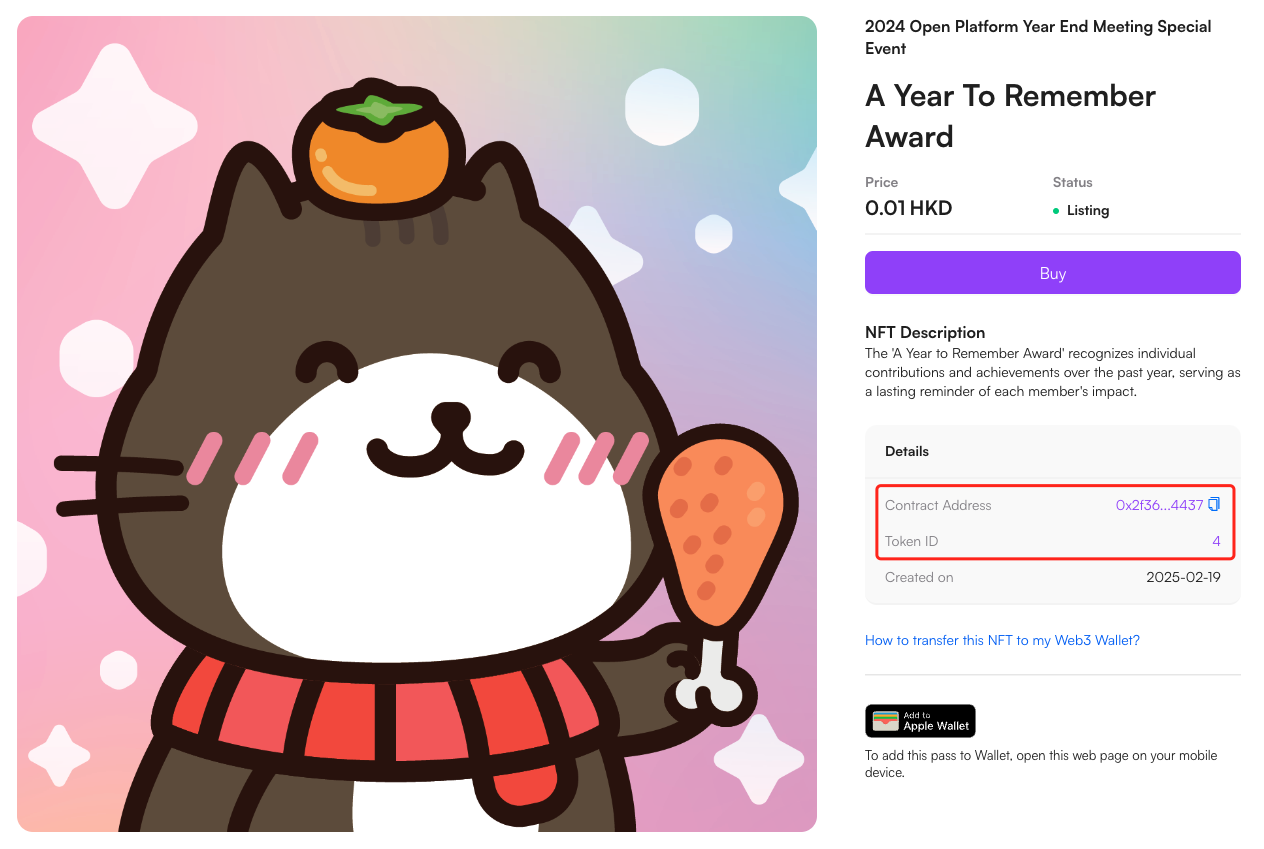 2024 Open Platform Year End Meeting Special
Event
A Year To Remember
Award
Price
Status
0.01 HKD
Listing
Buy
NFT Description
The 'A Year to Remember Award' recognizes individual
contributions and achievements over the past year, serving as
a lasting reminder of each member's impact.
Details
Contract Address
0x2f36...4437
Token ID
4
Created on
2025-02-19
How to transfer this NFT to my Web3 Wallet?
Add to
Apple Wallet
To add this pass to Wallet, open this web page on your mobile
device.